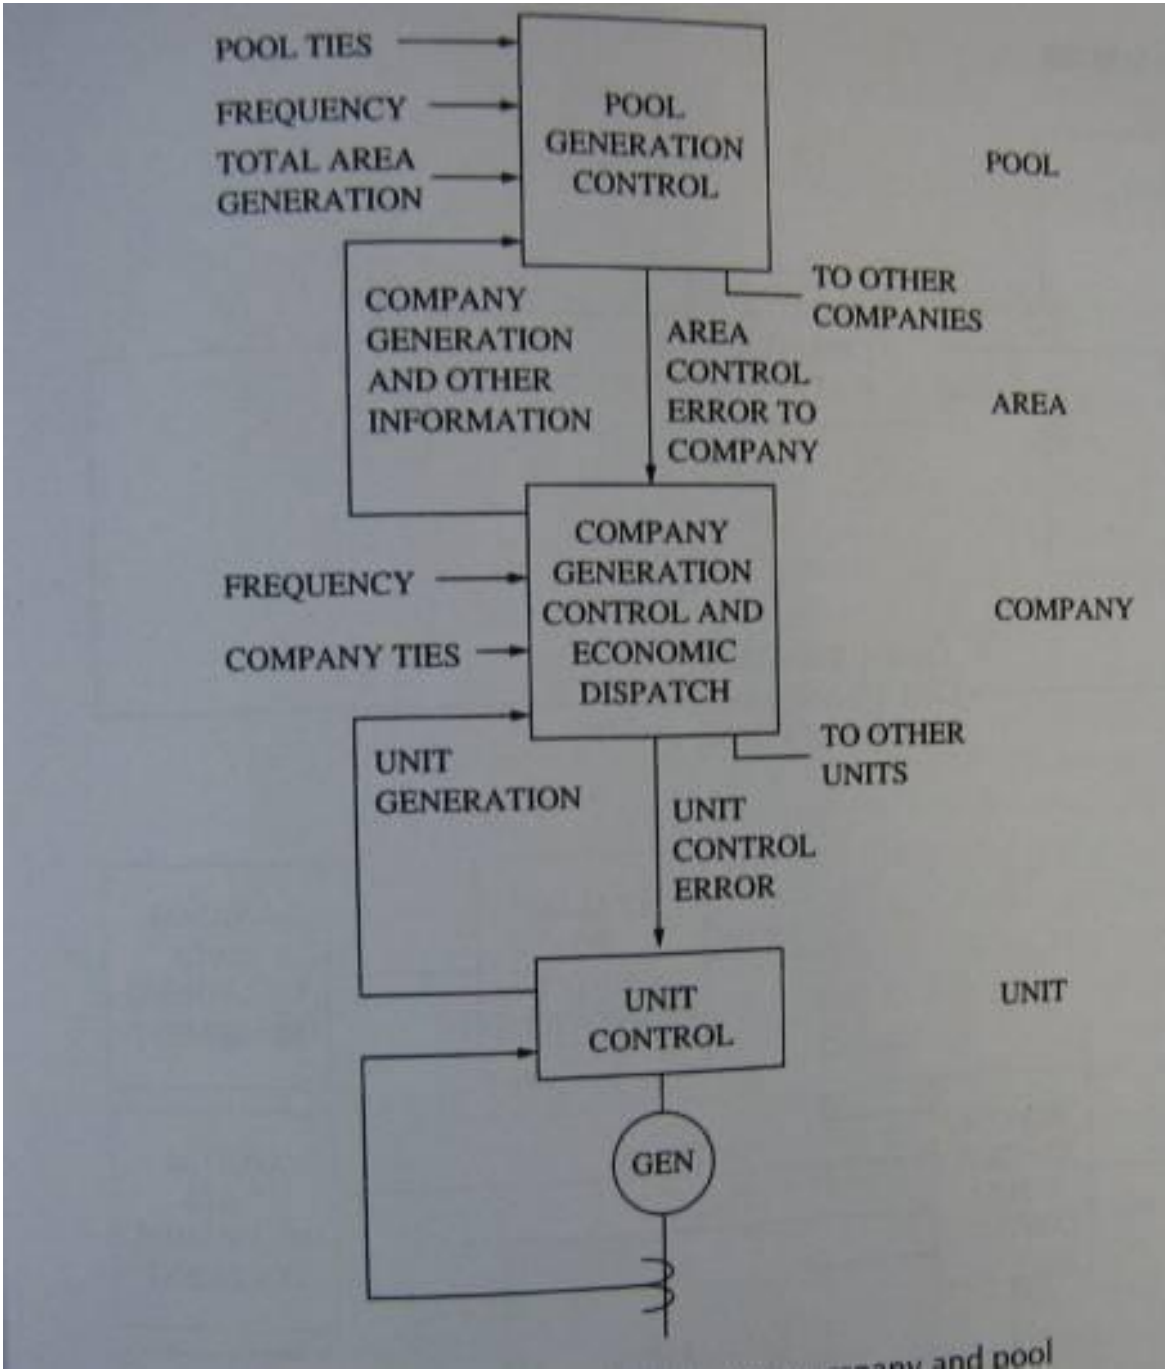 POOL TIES
FREQUENCY
TOTAL AREA
GENERATION
POOL
GENERATION
CONTROL
POOL
COMPANY
GENERATION
AND OTHER
INFORMATION
AREA
CONTROL
ERROR TO
COMPANY
TO OTHER
COMPANIES
AREA
FREQUENCY
COMPANY TIES
COMPANY
GENERATION
CONTROL AND
ECONOMIC
DISPATCH
COMPANY
UNIT
GENERATION
UNIT
CONTROL
ERROR
TO OTHER
UNITS
UNIT
CONTROL
UNIT
GEN
and pool